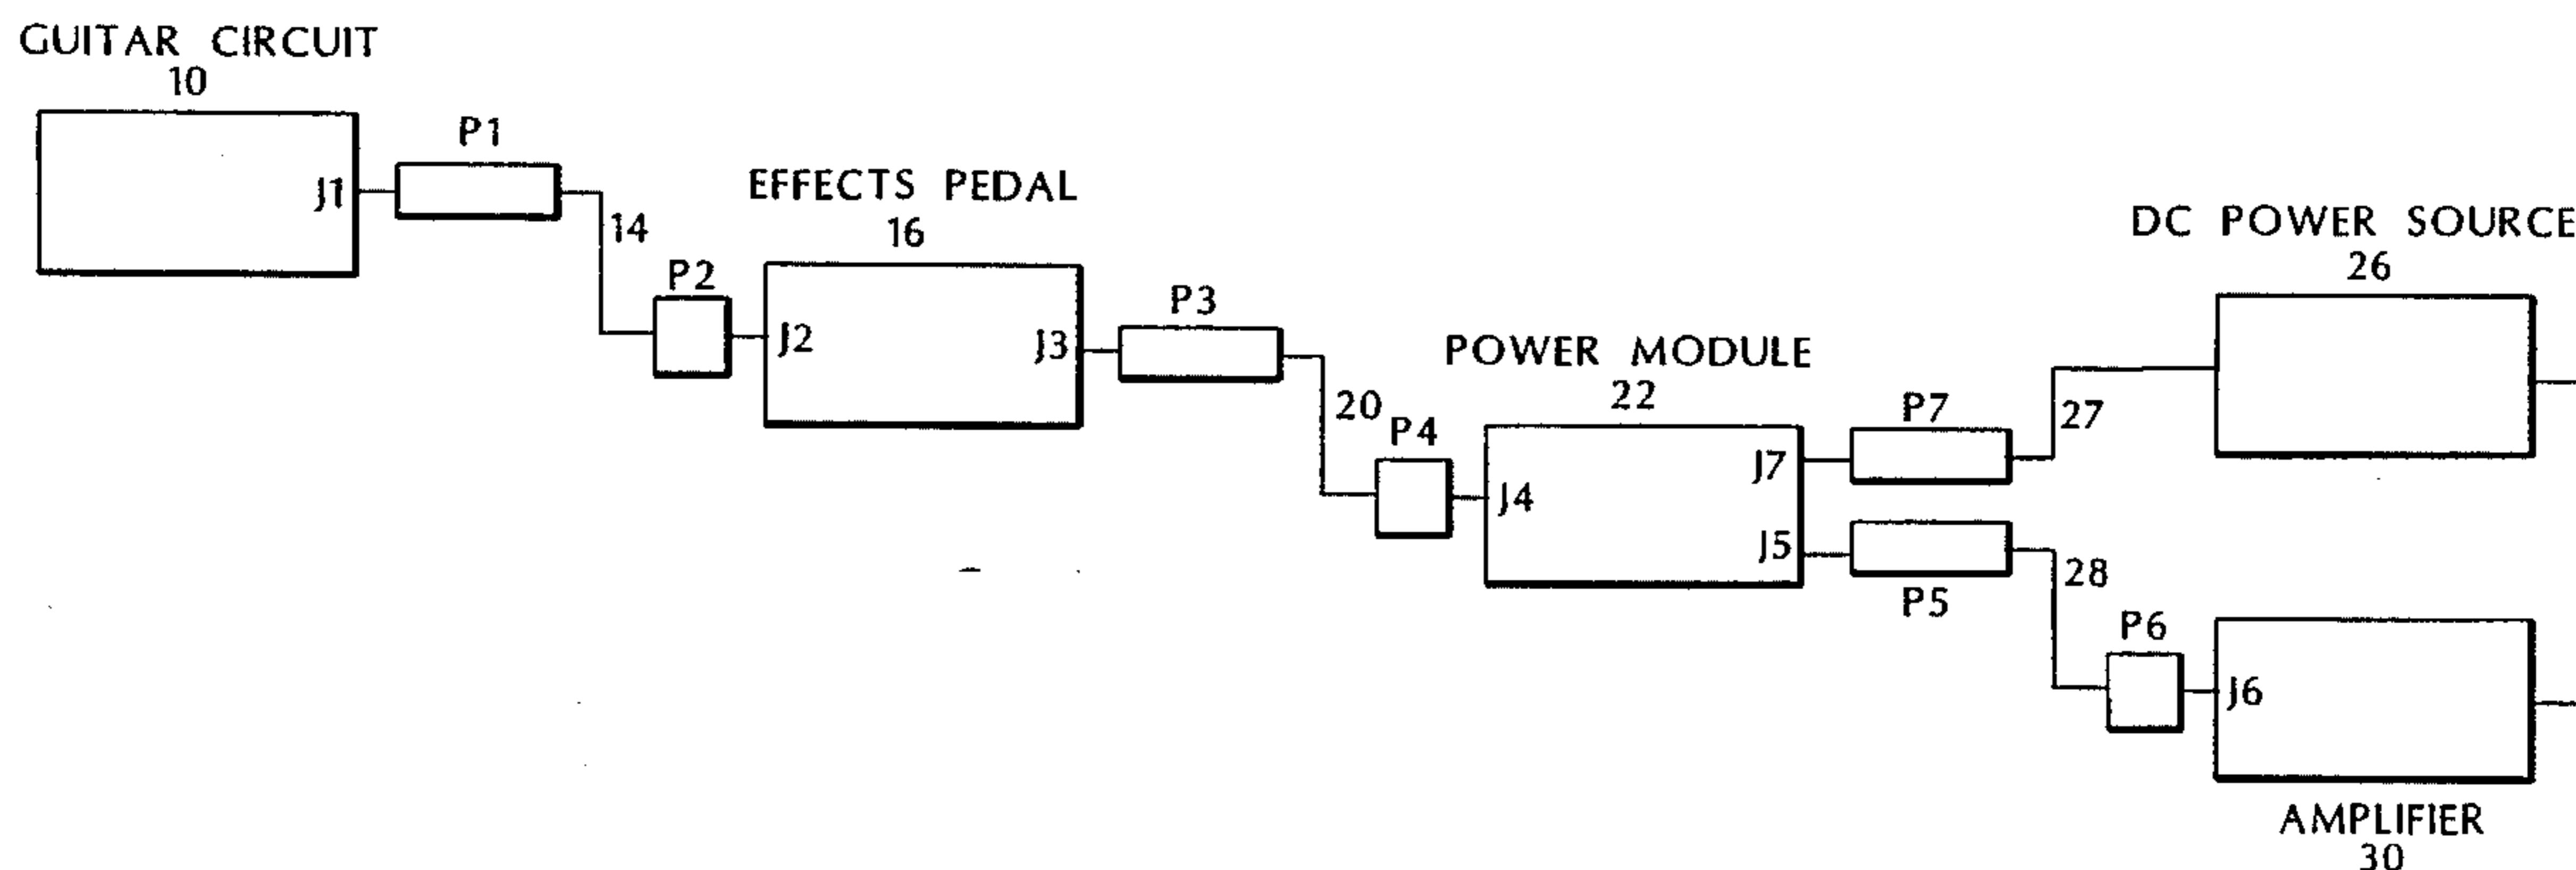 GUITAR CIRCUIT
10
J1
P1
14
P2
EFFECTS PEDAL
16
J2
J3
P3
20
P4
POWER MODULE
22
J4
J7
J5
P7
27
P5
28
DC POWER SOURCE
26
P6
J6
AMPLIFIER
30